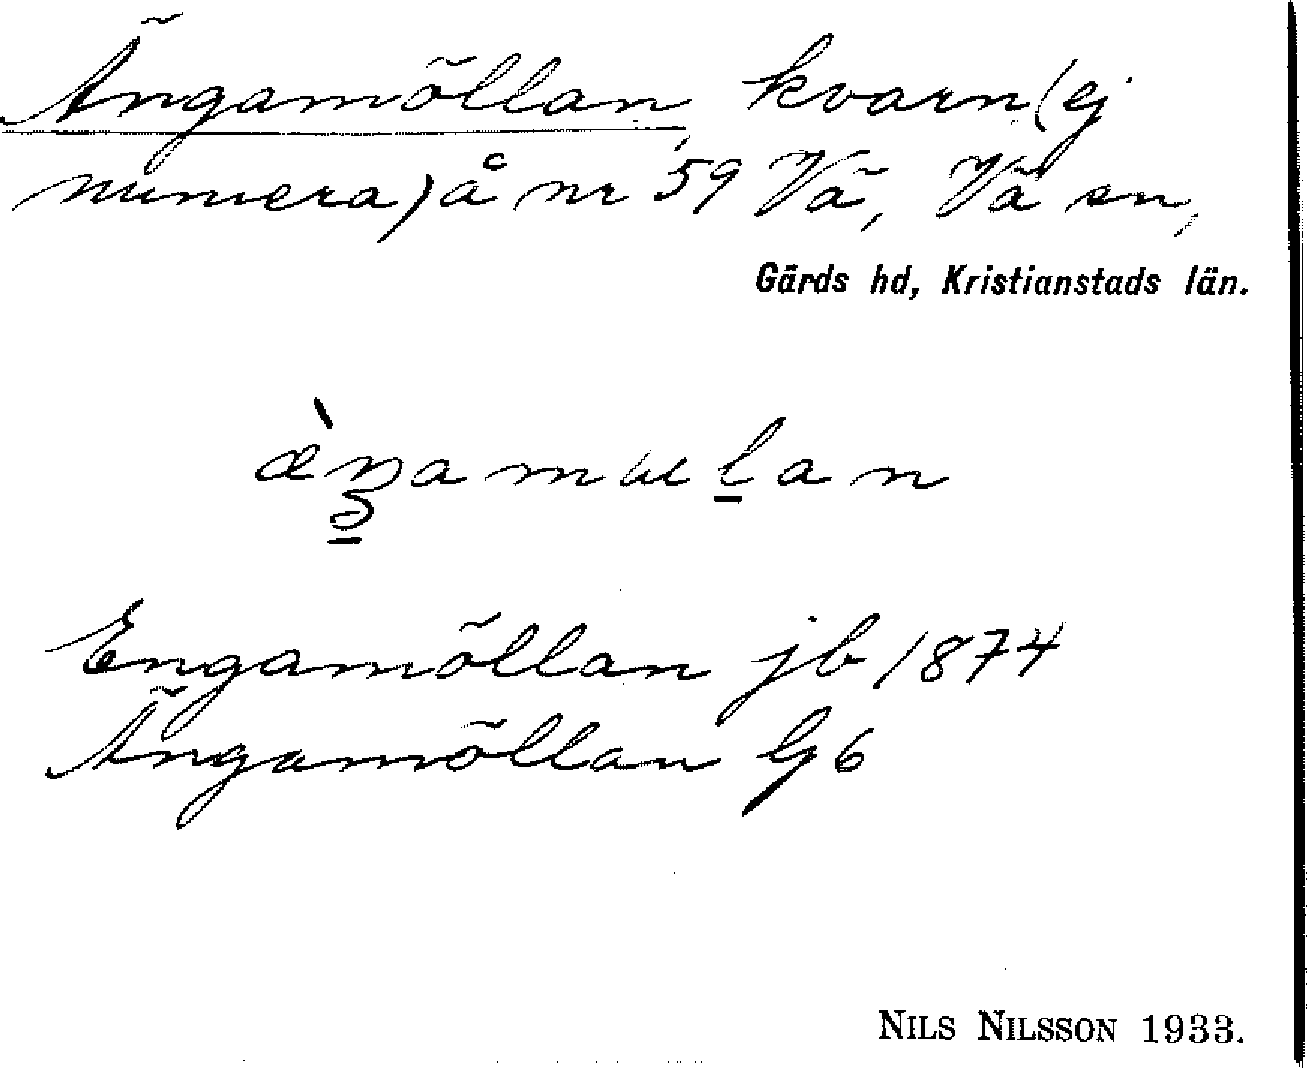 Ängamöllan, kvarn (ej
numera) å nr 59 Vä, Vä sn,
Gärds hd, Kristianstads län.
Engamöllan jb 1874
Ängamöllan G6
NILS NILSSON 1933.